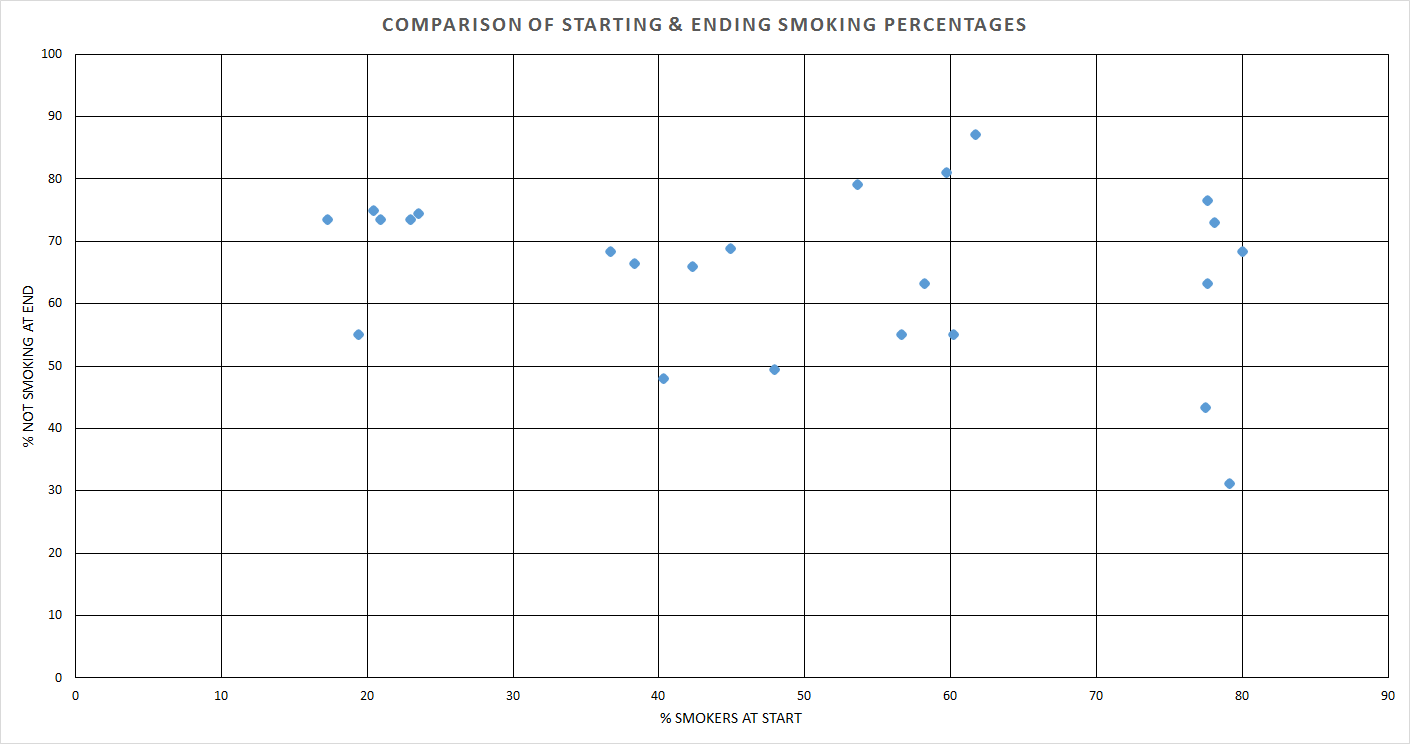 COMPARISON OF STARTING & ENDING SMOKING PERCENTAGES
100
90
80
70
60
50
40
30
20
10
0
% NOT SMOKING AT END
0 10 20 30 40 50 60 70 80 90
% SMOKERS AT START